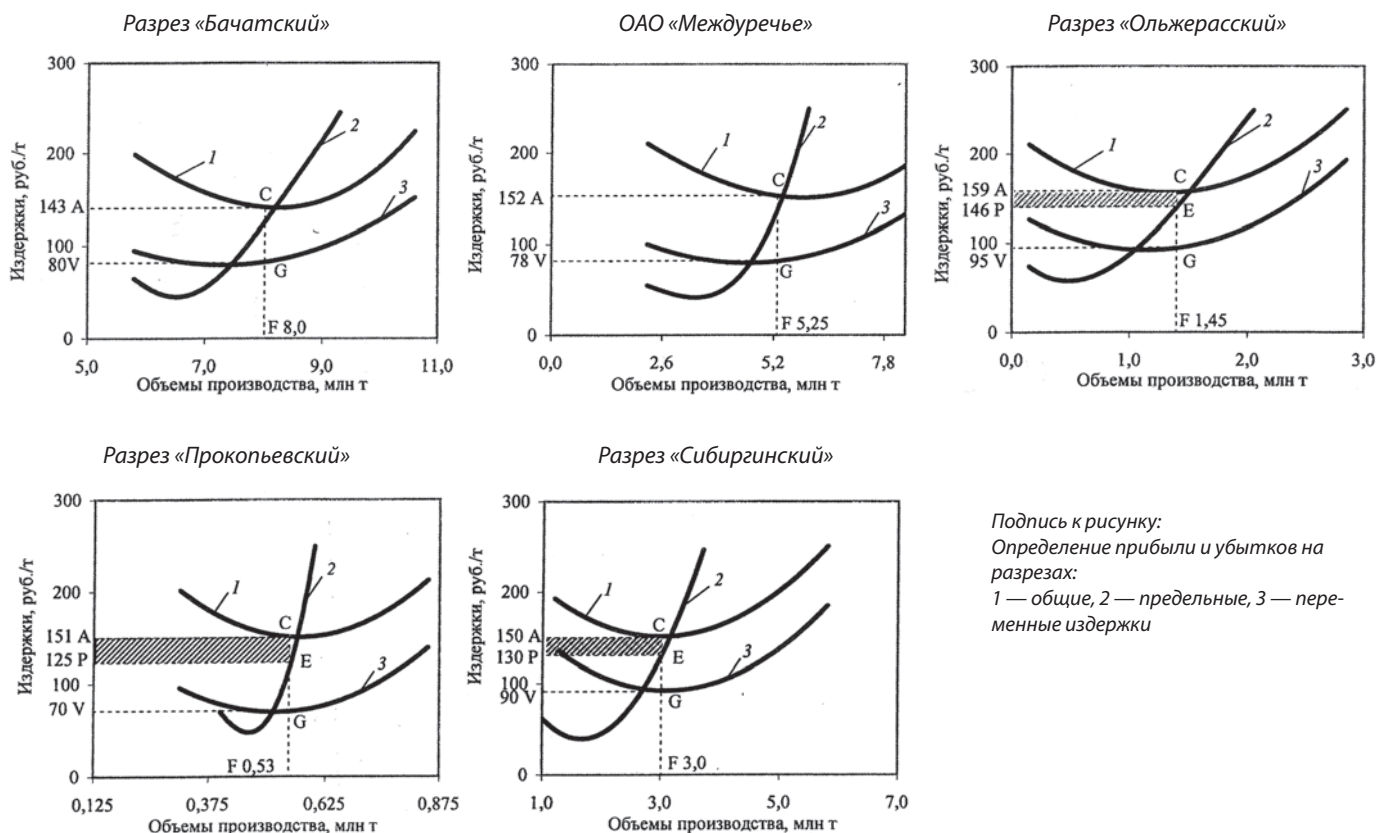 Разрез «Бачатский»
Издержки, руб./т
300
200
143 A
100
80V
0
1
2
3
C
G
F 8,0
5,0 7,0 9,0 11,0
Объемы производства, млн т
ОАО «Междуречье»
Издержки, руб./т
300
200
152 A
100
78 V
0
1
2
3
C
G
F 5,25
0,0 2,6 5,2 7,8
Объемы производства, млн т
Разрез «Ольжерасский»
Издержки, руб./т
300
200
159 A
146 P
100
95 V
0
1
2
3
C
E
G
F 1,45
0,0 1,0 2,0 3,0
Объемы производства, млн т
Разрез «Прокопьевский»
Издержки, руб./т
300
200
151 A
125 P
100
70 V
0
1
2
3
C
E
G
F 0,53
0,125 0,375 0,625 0,875
Объемы производства, млн т
Разрез «Сибиргинский»
Издержки, руб./т
300
200
150 A
130 P
100
90 V
0
1
2
3
C
E
G
F 3,0
1,0 3,0 5,0 7,0
Объемы производства, млн т
Подпись к рисунку:
Определение прибыли и убытков на
разрезах:
1 — общие, 2 — предельные, 3 — пере-
менные издержки